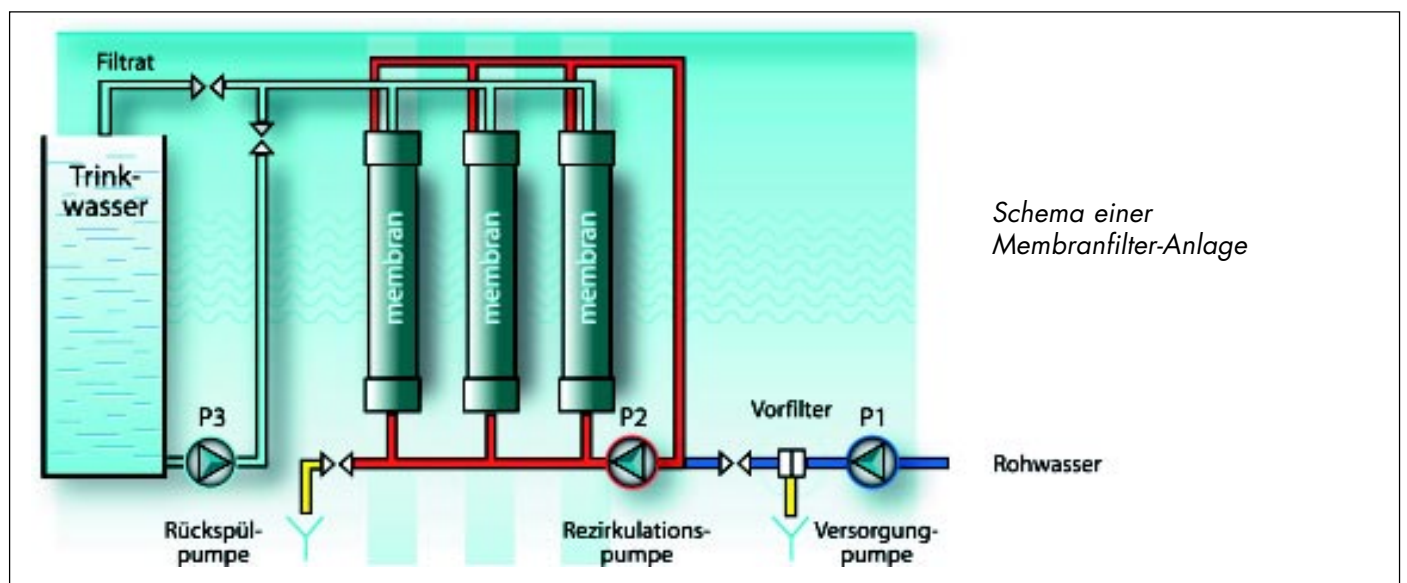 Filtrat
Trink-
wasser
membran
membran
membran
Schema einer
Membranfilter-Anlage
P3
P2
Vorfilter
P1
Rohwasser
Rückspül-
pumpe
Rezirkulations-
pumpe
Versorgung-
pumpe